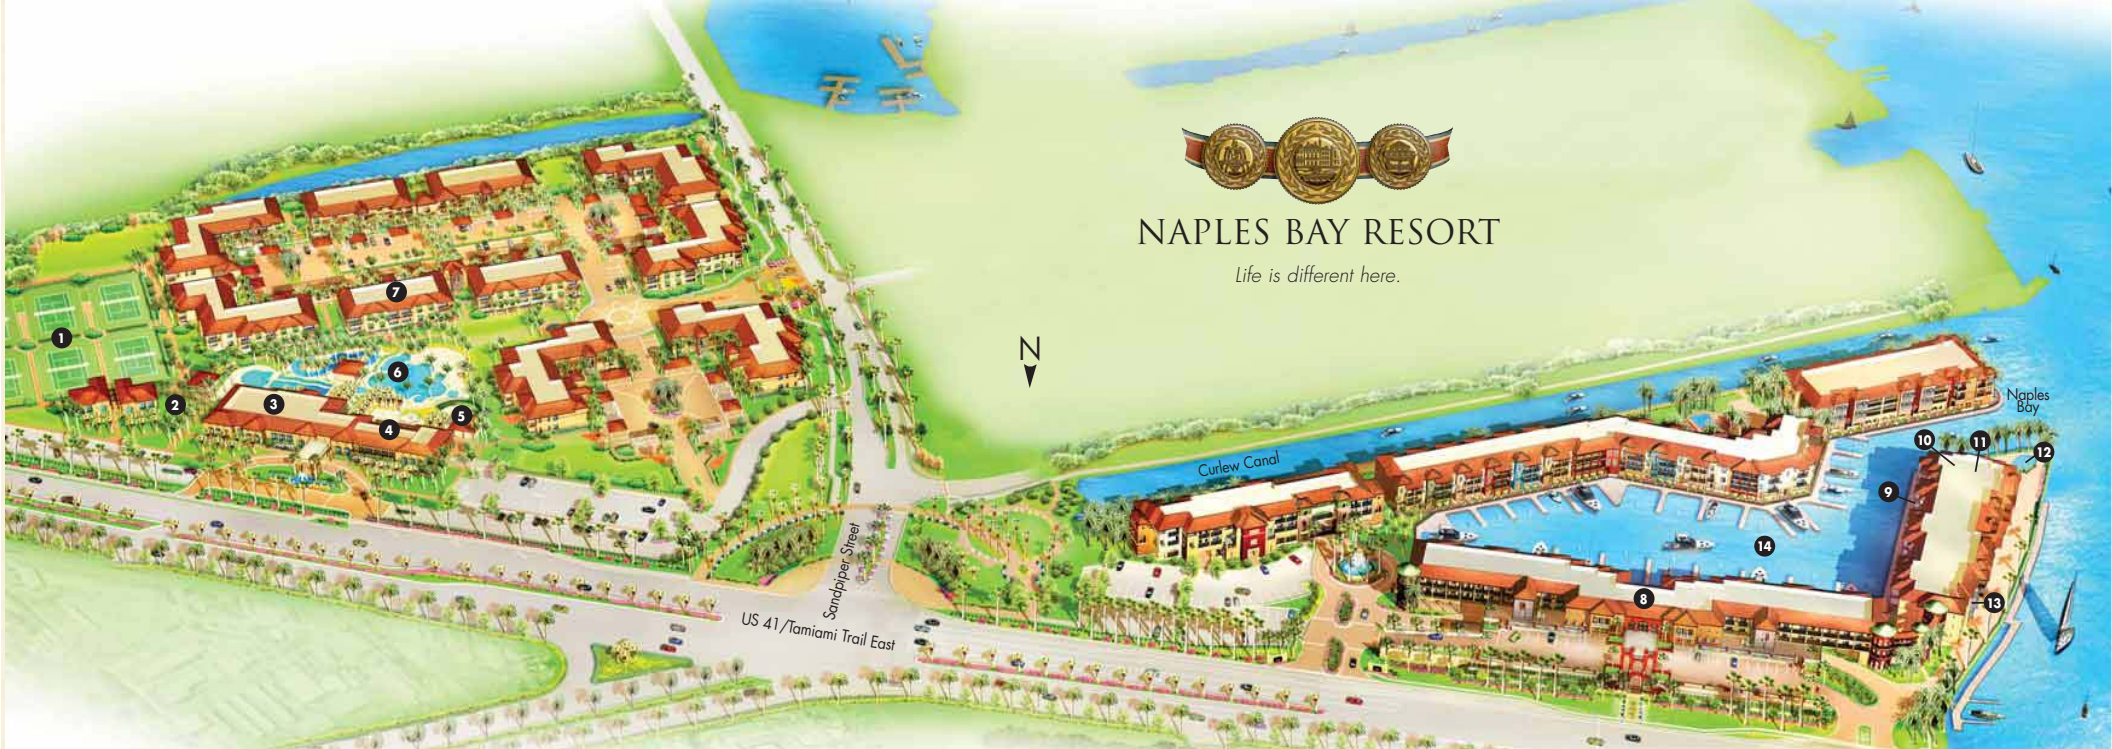 NAPLES BAY RESORT
Life is different here.
N
7
1
6
2
3
5
4
Naples
Bay
10
11
12
Curlew Canal
9
14
Sandpiper Street
8
13
US 41/Tamiami Trail East